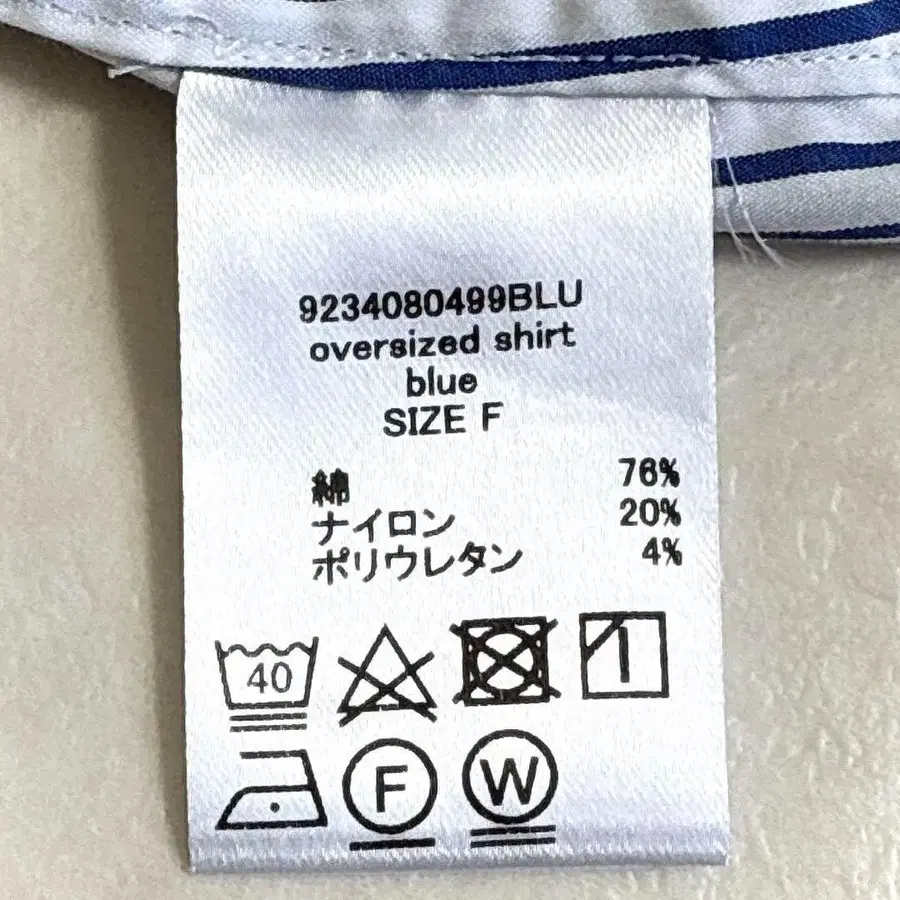 9234080499BLU
oversized shirt
blue
SIZE F
綿 76%
ナイロン 20%
ポリウレタン 4%
40
F W